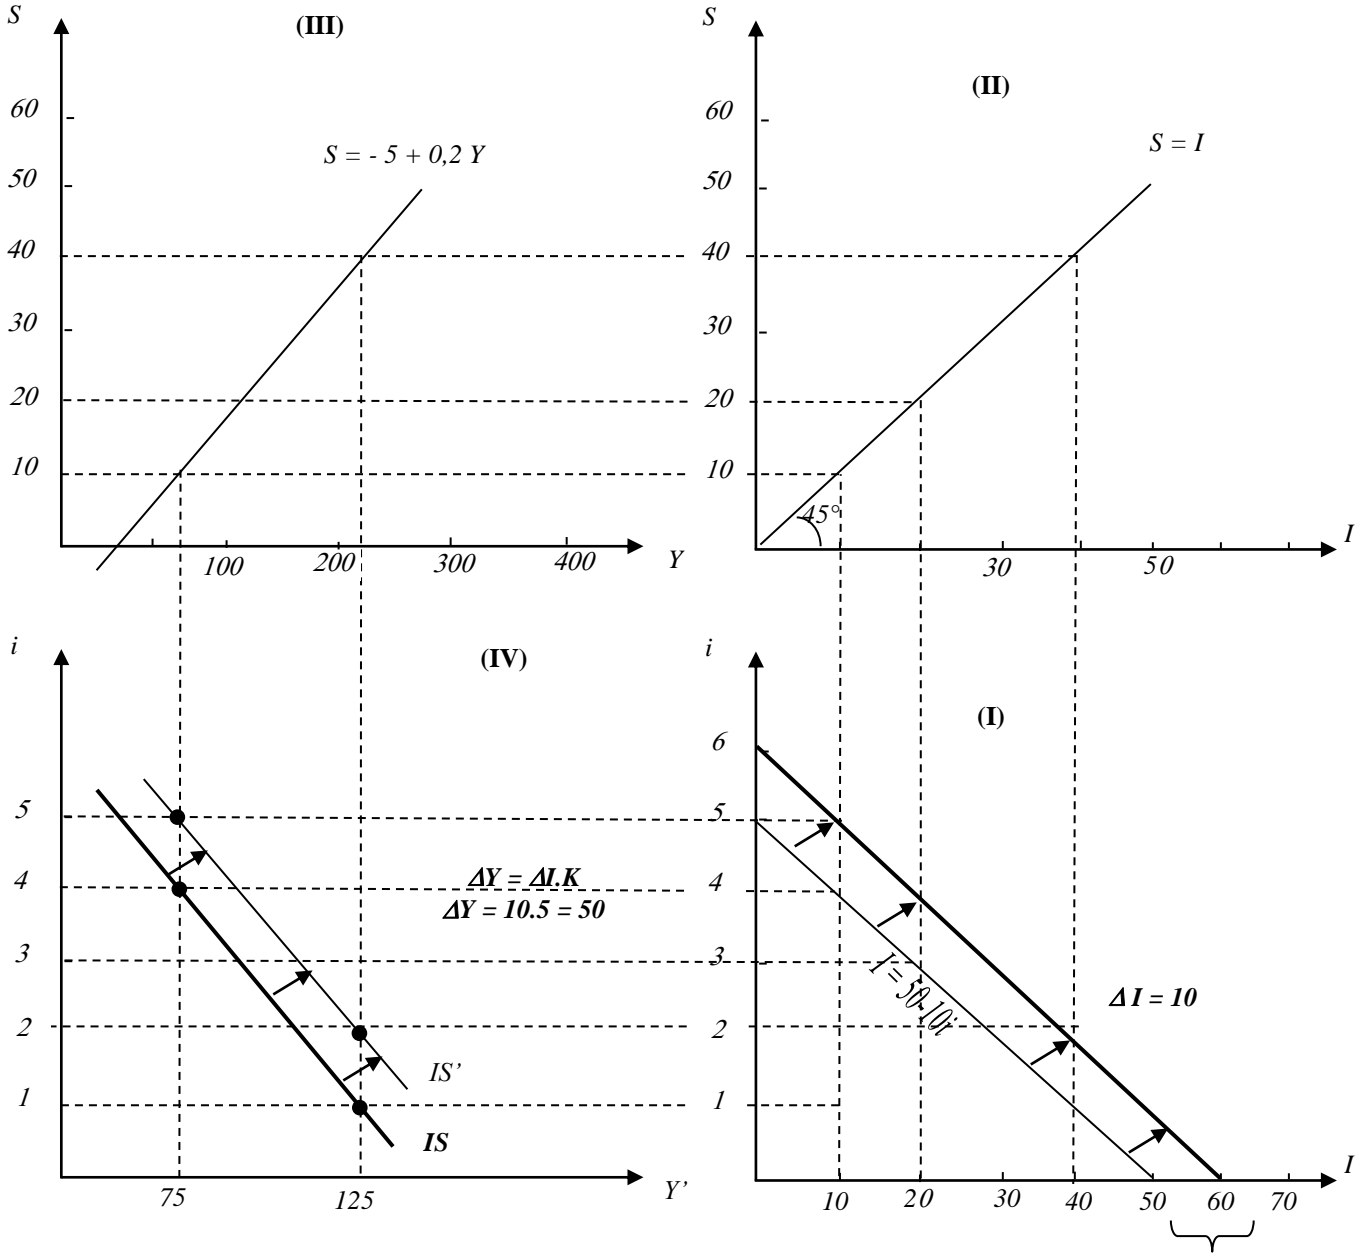 S
(III)
60
S = - 5 + 0,2 Y
50
40
30
20
10
100
200
300
400
Y
S
(II)
60
S = I
50
40
30
20
10
45°
30
50
I
i
(IV)
5
4
ΔY = ΔI.K
ΔY = 10.5 = 50
3
2
1
IS’
IS
75
125
Y’
i
(I)
6
5
4
3
I = 50-10i
Δ I = 10
2
1
10
20
30
40
50
60
70
I